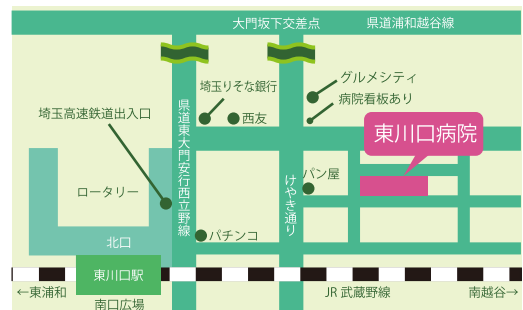 大門坂下交差点
県道浦和越谷線
グルメシティ
埼玉りそな銀行
病院看板あり
西友
埼玉高速鉄道出入口
県道東大門安行西立野線
東川口病院
パン屋
けやき通り
ロータリー
パチンコ
北口
東川口駅
←東浦和
JR 武蔵野線
南越谷→
南口広場